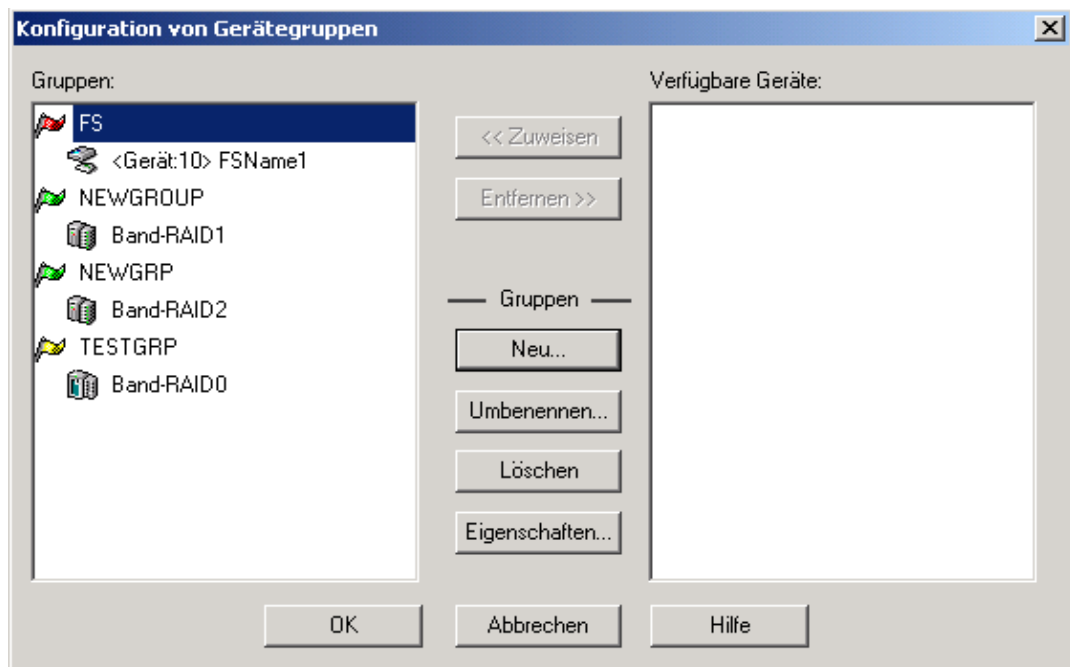 Konfiguration von Gerätegruppen
Gruppen:
Verfügbare Geräte:
FS
<Gerät:10> FSName1
NEWGROUP
Band-RAID1
NEWGRP
Band-RAID2
TESTGRP
Band-RAID0
<< Zuweisen
Entfernen >>
Gruppen
Neu...
Umbenennen...
Löschen
Eigenschaften...
OK
Abbrechen
Hilfe